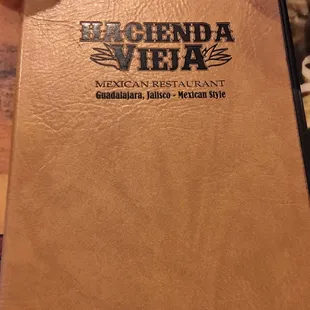 HACIENDA
VIEJA
MEXICAN RESTAURANT
Guadalajara, Jalisco - Mexican Style